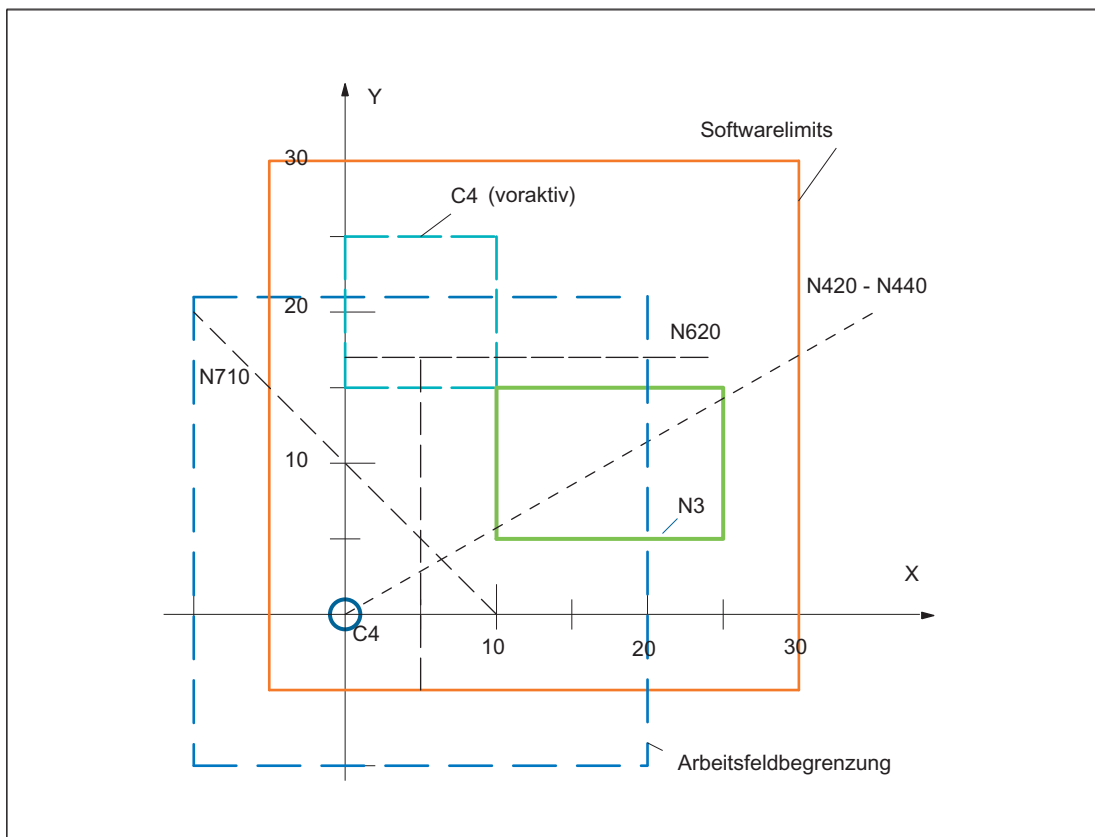 Y
Softwarelimits
30
C4 (voraktiv)
N420 - N440
20
N620
N710
10
N3
X
C4
10
20
30
Arbeitsfeldbegrenzung